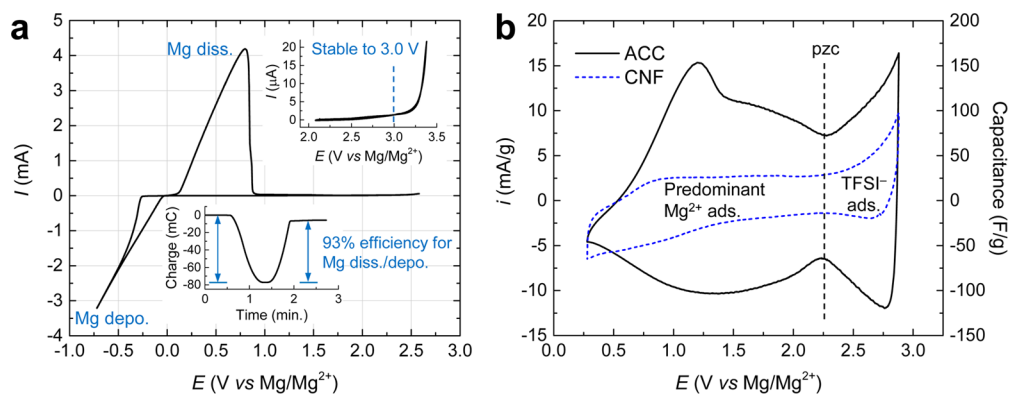 a
5
4
3
2
1
0
-1
-2
-3
-4
I (mA)
-1.0 -0.5 0.0 0.5 1.0 1.5 2.0 2.5 3.0
E (V vs Mg/Mg²⁺)
Mg diss.
Mg depo.
20
15
10
5
0
I (µA)
Stable to 3.0 V
2.0 2.5 3.0 3.5
E (V vs Mg/Mg²⁺)
0
-20
-40
-60
-80
Charge (mC)
93% efficiency for
Mg diss./depo.
0 1 2 3
Time (min.)
b
20
15
10
5
0
-5
-10
-15
i (mA/g)
ACC
CNF
pzc
Predominant
Mg²⁺ ads.
TFSI⁻
ads.
200
150
100
50
0
-50
-100
-150
Capacitance (F/g)
0.0 0.5 1.0 1.5 2.0 2.5 3.0
E (V vs Mg/Mg²⁺)